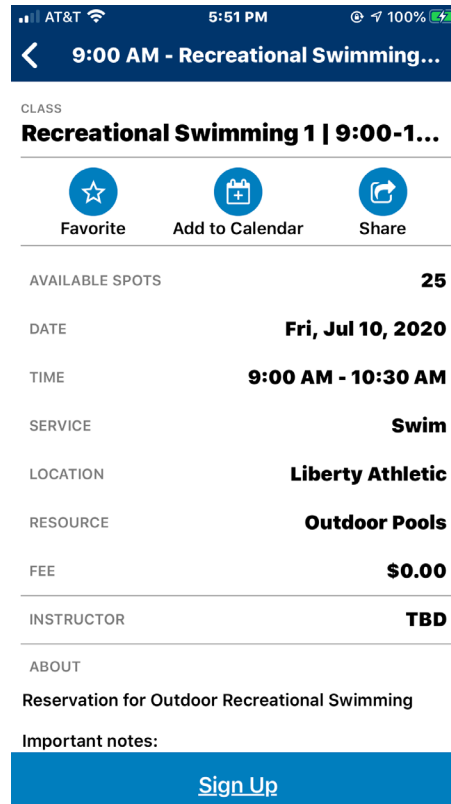 AT&T 5:51 PM 100%
9:00 AM - Recreational Swimming...
CLASS
Recreational Swimming 1 | 9:00-1...
Favorite Add to Calendar Share
AVAILABLE SPOTS 25
DATE Fri, Jul 10, 2020
TIME 9:00 AM - 10:30 AM
SERVICE Swim
LOCATION Liberty Athletic
RESOURCE Outdoor Pools
FEE $0.00
INSTRUCTOR TBD
ABOUT
Reservation for Outdoor Recreational Swimming
Important notes:
Sign Up